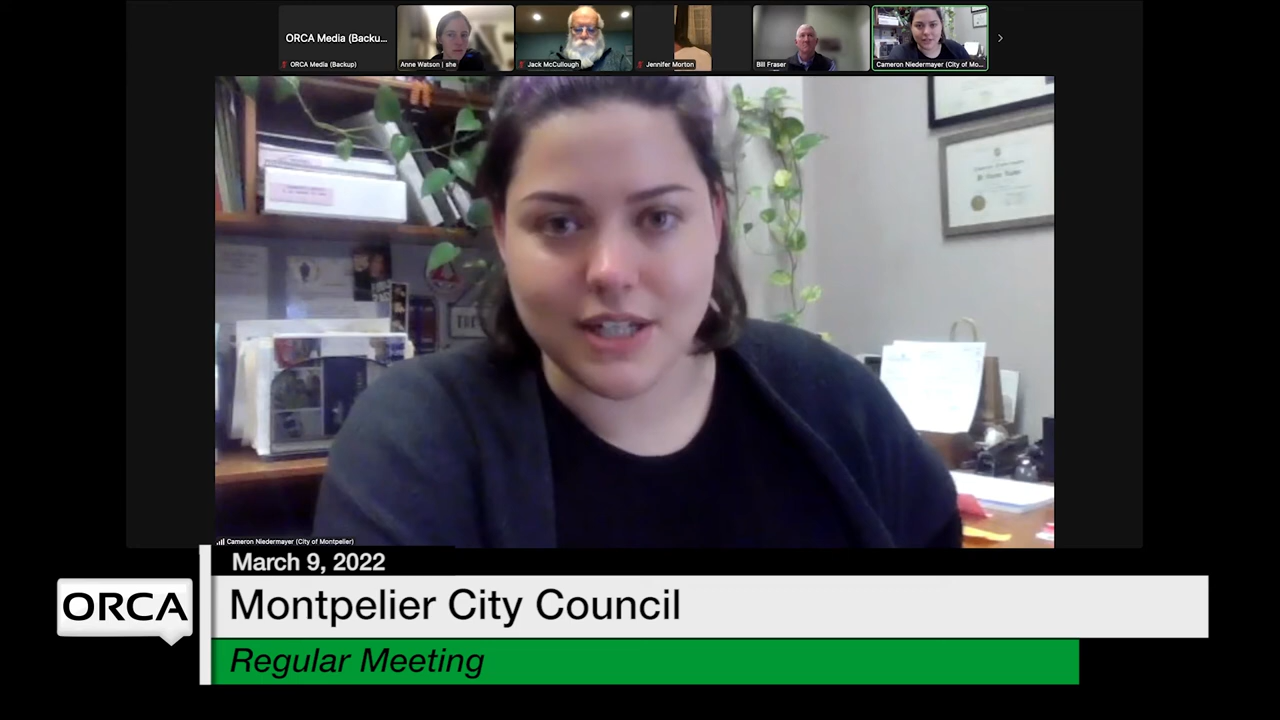 ORCA Media (Backu...
ORCA Media (Backup)
Anne Watson | she
Jack McCullough
Jennifer Morton
Bill Fraser
Cameron Niedermayer (City of Mo...
Cameron Niedermayer (City of Montpelier)
March 9, 2022
ORCA
Montpelier City Council
Regular Meeting